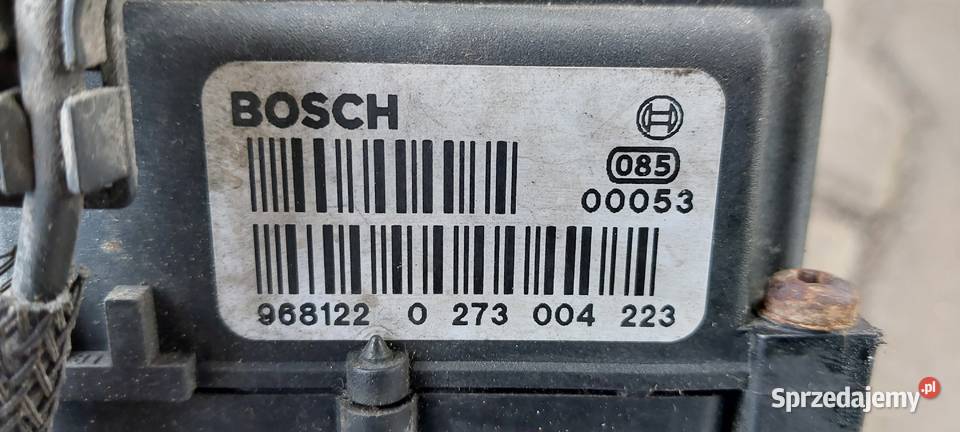 BOSCH
085
00053
968122 0 273 004 223
Sprzedajemy.pl